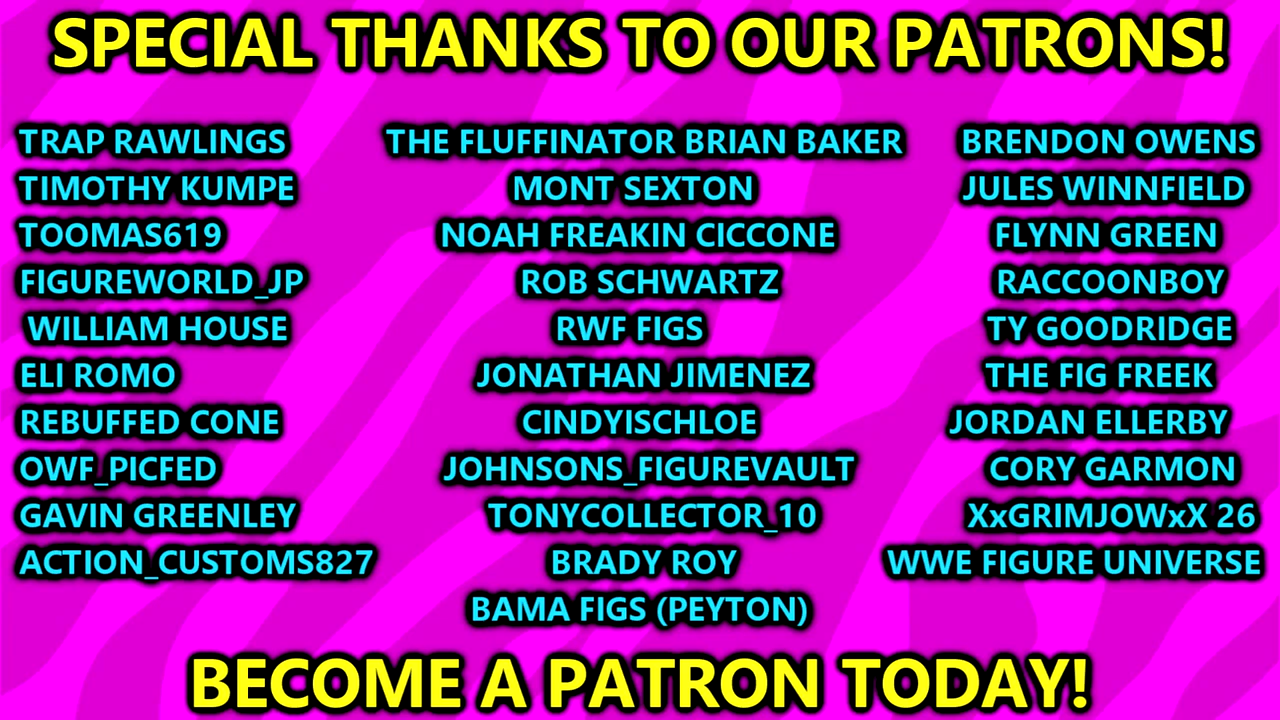 SPECIAL THANKS TO OUR PATRONS!
TRAP RAWLINGS
TIMOTHY KUMPE
TOOMAS619
FIGUREWORLD_JP
WILLIAM HOUSE
ELI ROMO
REBUFFED CONE
OWF_PICFED
GAVIN GREENLEY
ACTION_CUSTOMS827
THE FLUFFINATOR BRIAN BAKER
MONT SEXTON
NOAH FREAKIN CICCONE
ROB SCHWARTZ
RWF FIGS
JONATHAN JIMENEZ
CINDYISCHLOE
JOHNSONS_FIGUREVAULT
TONYCOLLECTOR_10
BRADY ROY
BAMA FIGS (PEYTON)
BRENDON OWENS
JULES WINNFIELD
FLYNN GREEN
RACCOONBOY
TY GOODRIDGE
THE FIG FREEK
JORDAN ELLERBY
CORY GARMON
XxGRIMJOWxX 26
WWE FIGURE UNIVERSE
BECOME A PATRON TODAY!